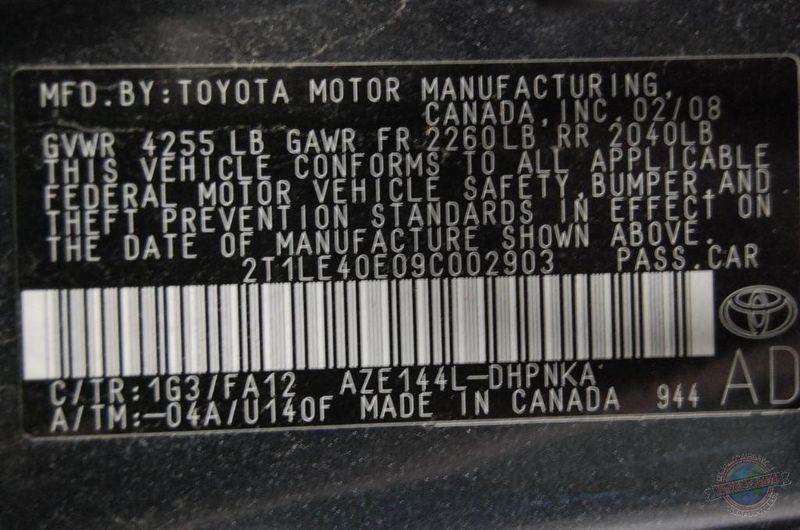 MFD.BY:TOYOTA MOTOR MANUFACTURING,
CANADA,INC.02/08
GVWR 4255LB GAWR FR 2260LB RR 2040LB
THIS VEHICLE CONFORMS TO ALL APPLICABLE
FEDERAL MOTOR VEHICLE SAFETY,BUMPER,AND
THEFT PREVENTION STANDARDS IN EFFECT ON
THE DATE OF MANUFACTURE SHOWN ABOVE.
2T1LE40E09C002903 PASS.CAR
C/TR:1G3/FA12 AZE144L-DHPNKA
A/TM:-04A/U140F MADE IN CANADA 944 AD